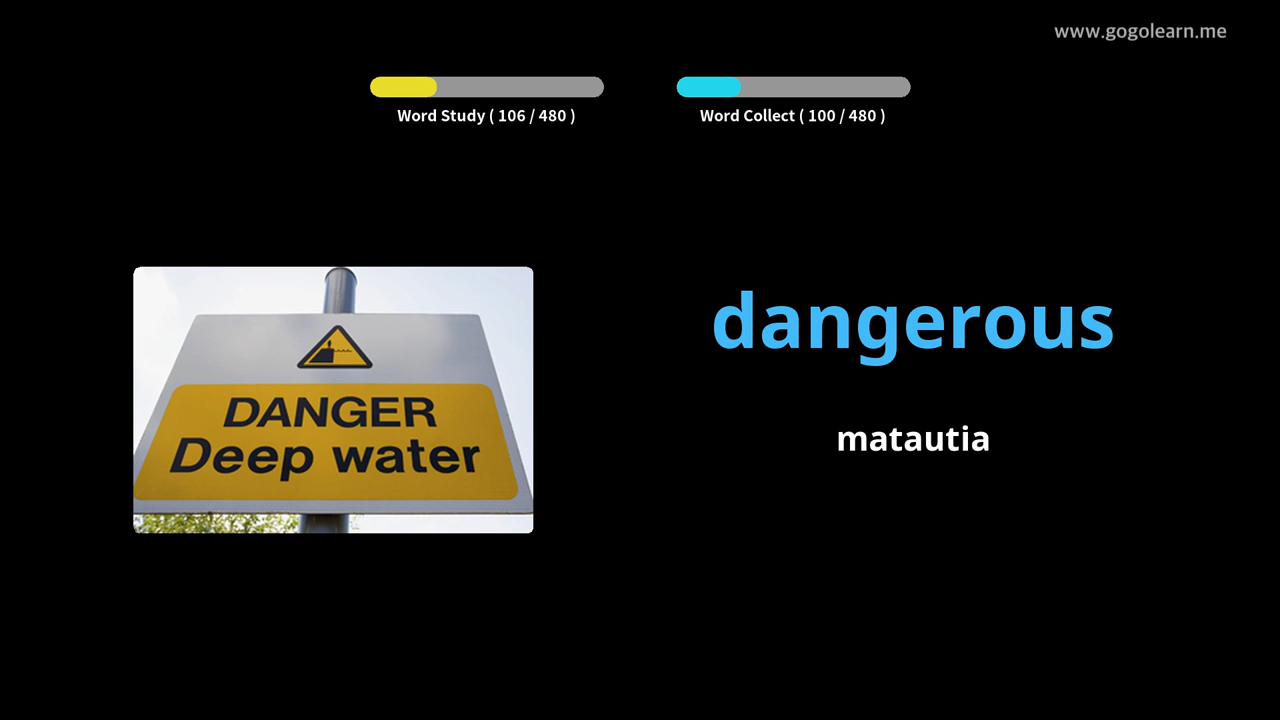 www.gogolearn.me
Word Study ( 106 / 480 )
Word Collect ( 100 / 480 )
DANGER
Deep water
dangerous
matautia